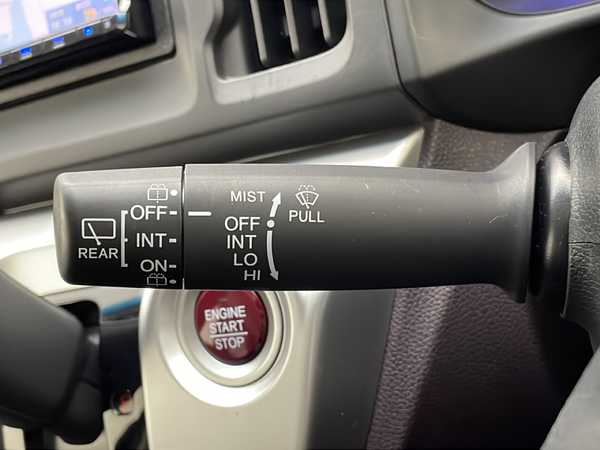 MIST
OFF
OFF
PULL
INT
INT
REAR
LO
ON
HI
ENGINE
START
STOP